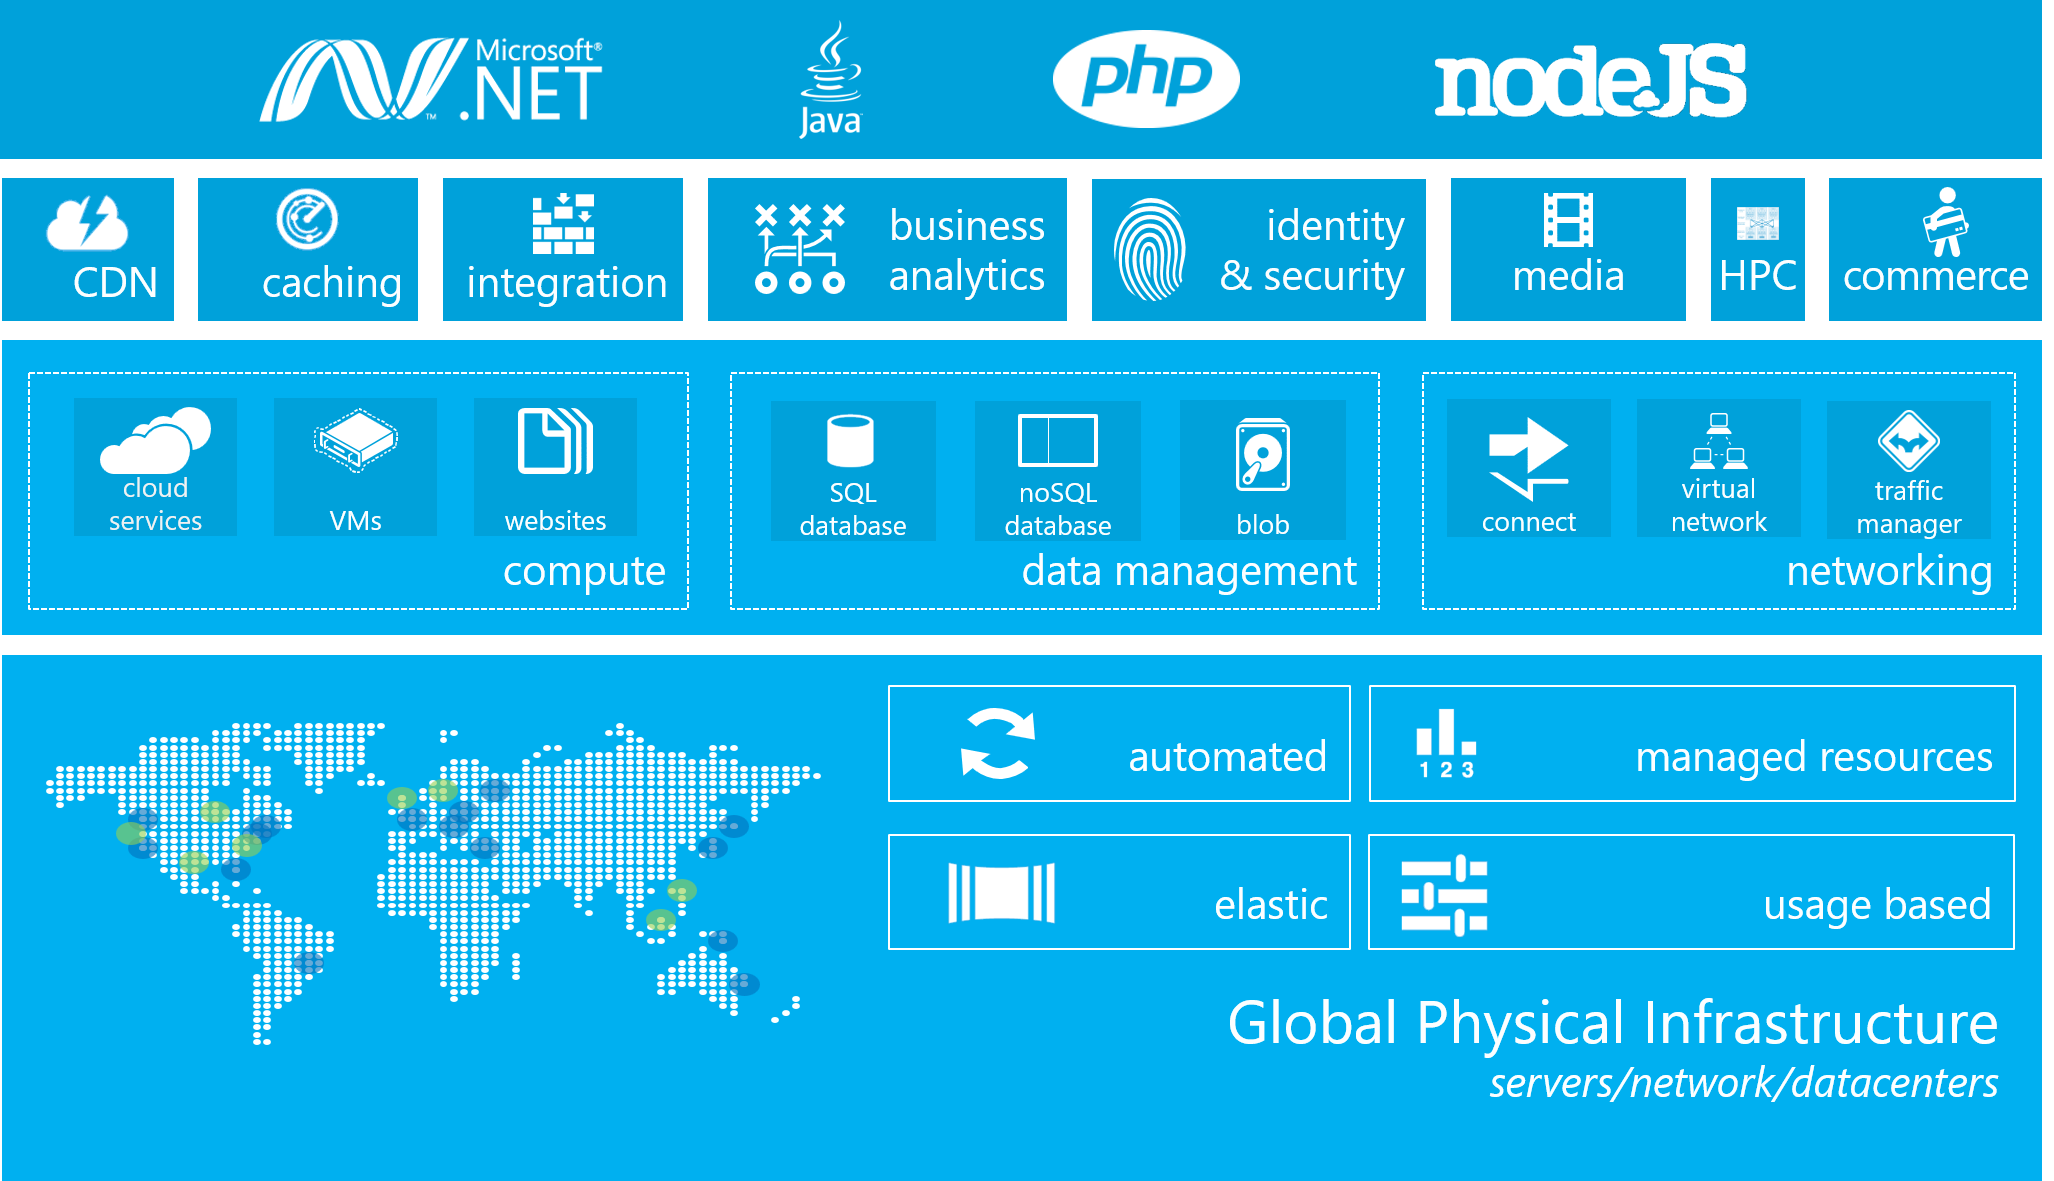 Microsoft®
.NET™
Java™
php
nodeJS
CDN
caching
integration
business
analytics
identity
& security
media
HPC
commerce
cloud
services
VMs
websites
compute
SQL
database
noSQL
database
blob
data management
connect
virtual
network
traffic
manager
networking
automated
1 2 3
managed resources
elastic
usage based
Global Physical Infrastructure
servers/network/datacenters